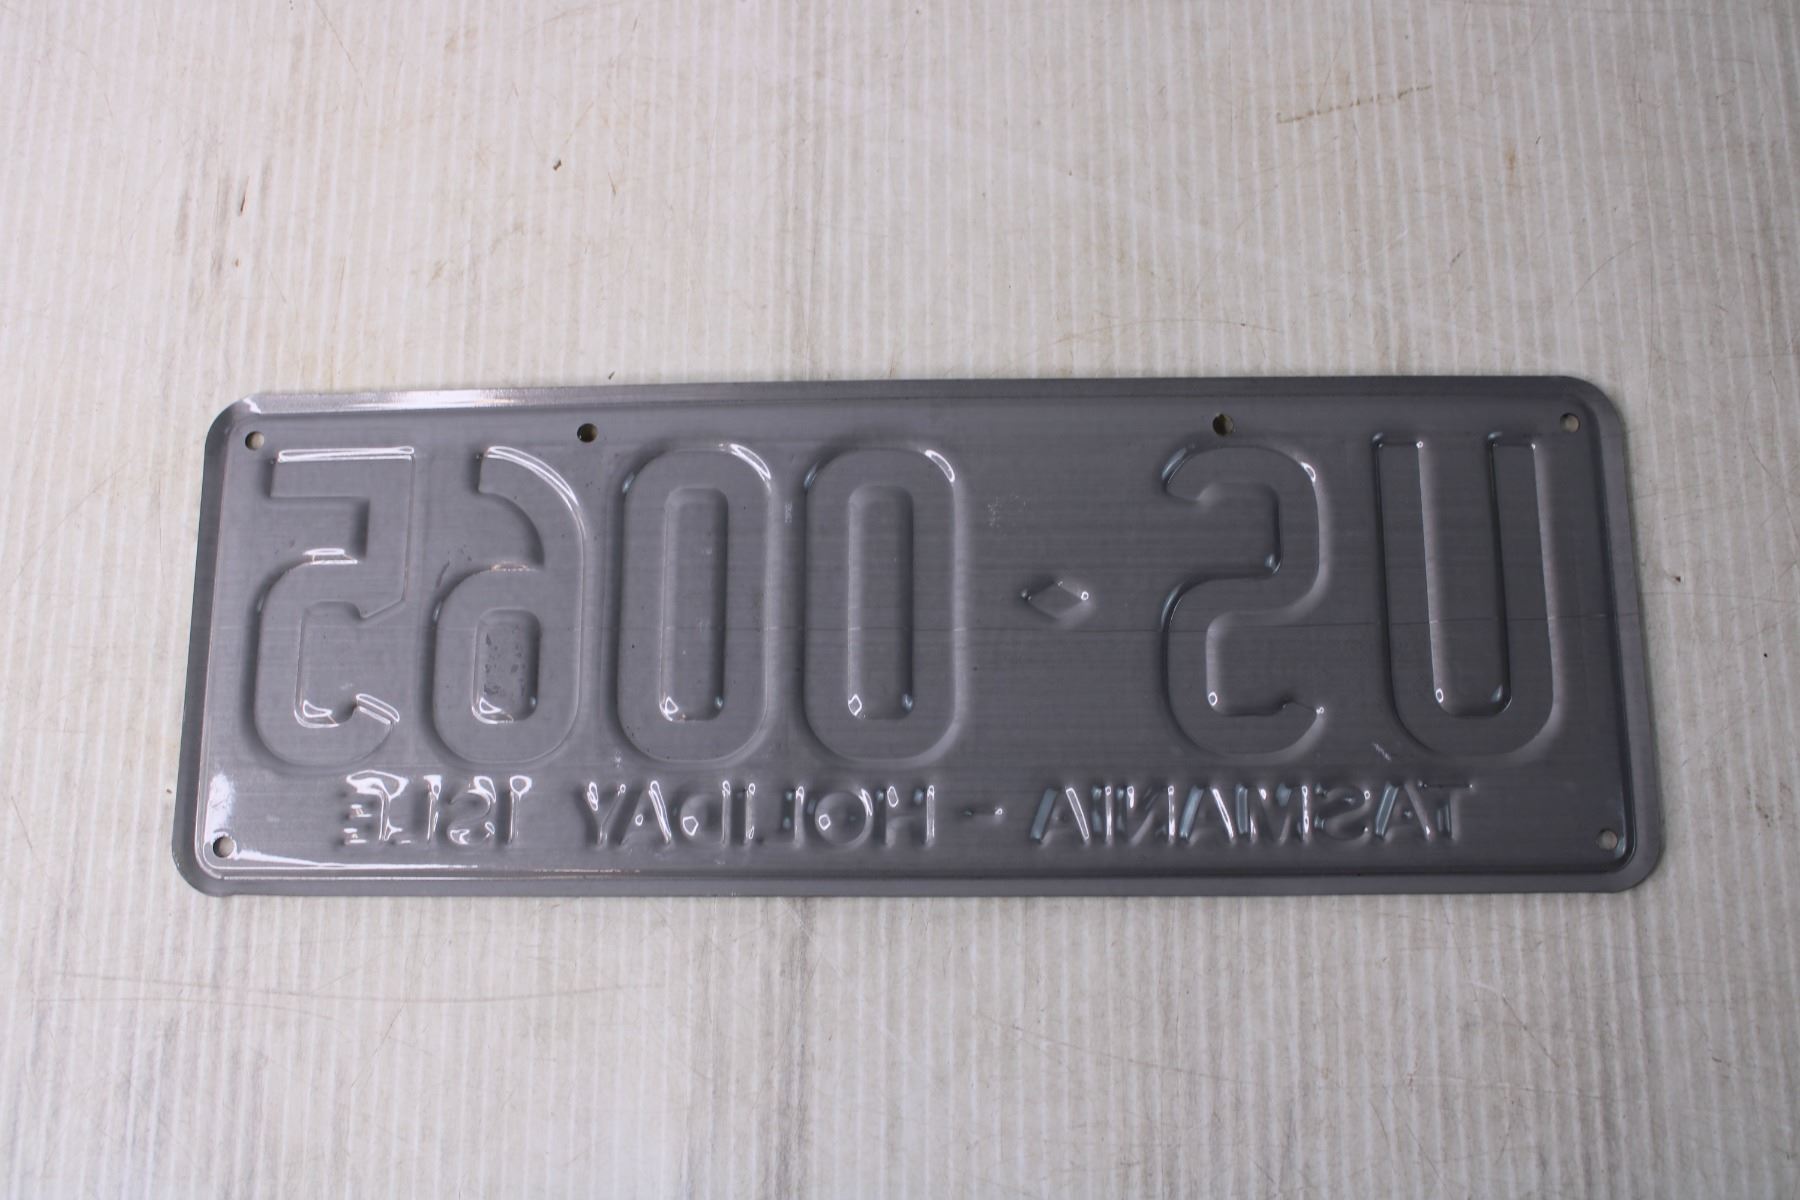 US·0065
TASMANIA - HOLIDAY ISLE